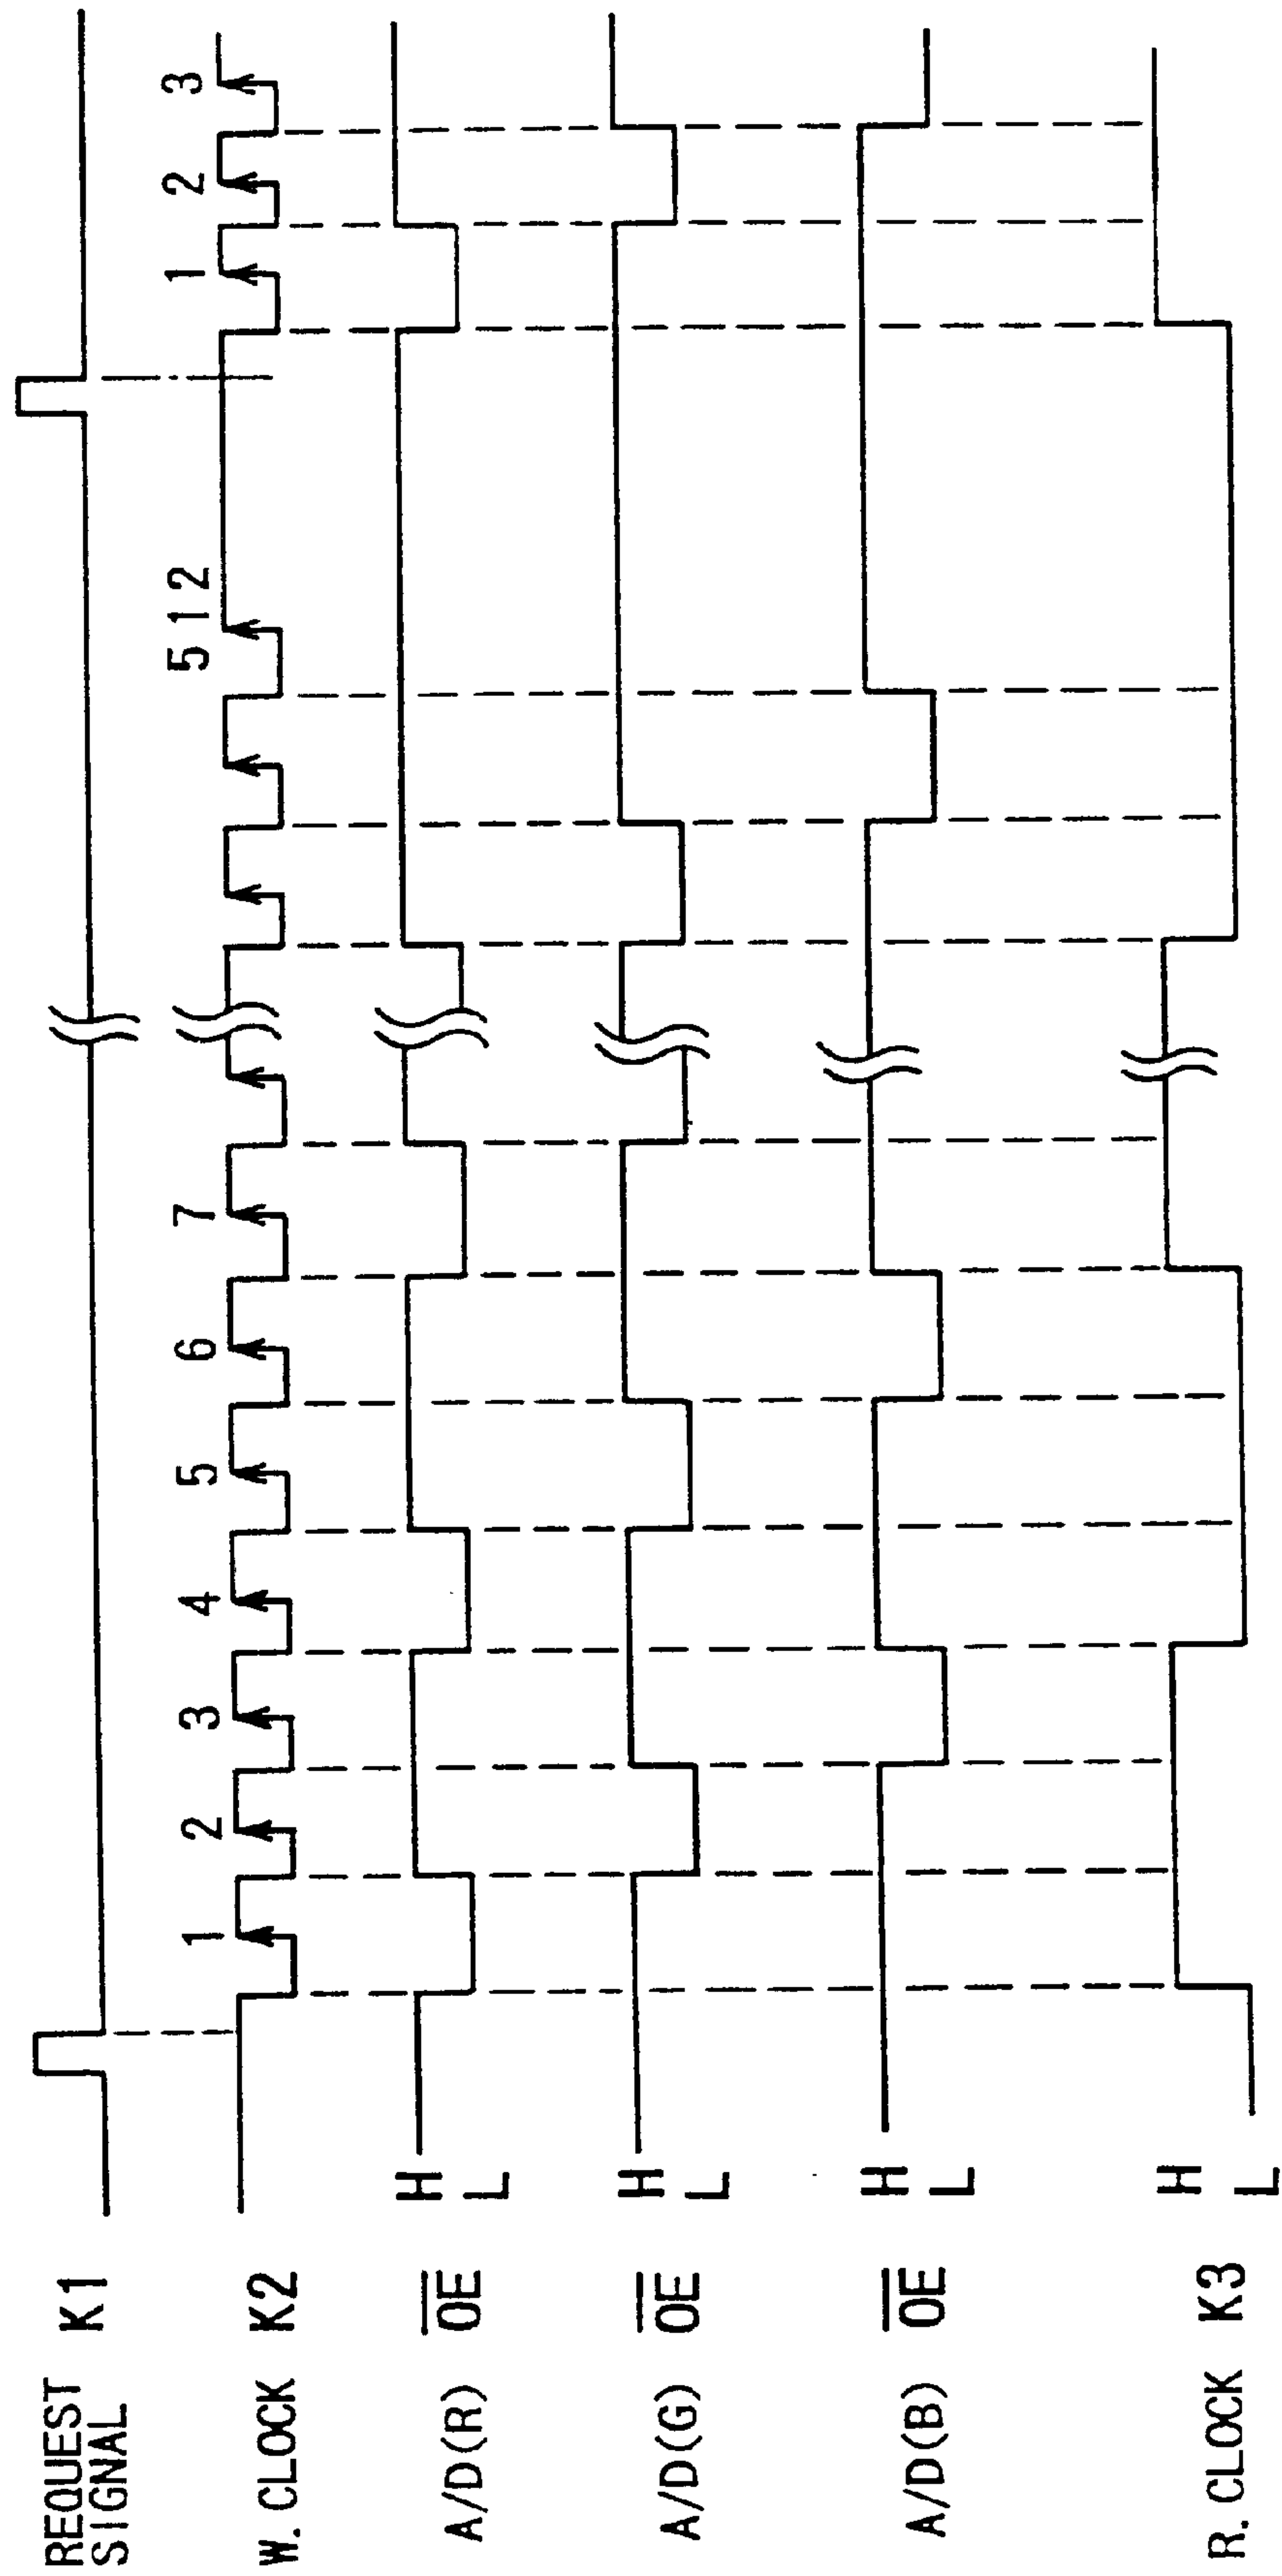 REQUEST
SIGNAL K1
W. CLOCK K2
1 2 3 4 5 6 7 512 1 2 3
A/D(R) OE H
L
A/D(G) OE H
L
A/D(B) OE H
L
R. CLOCK K3 H
L